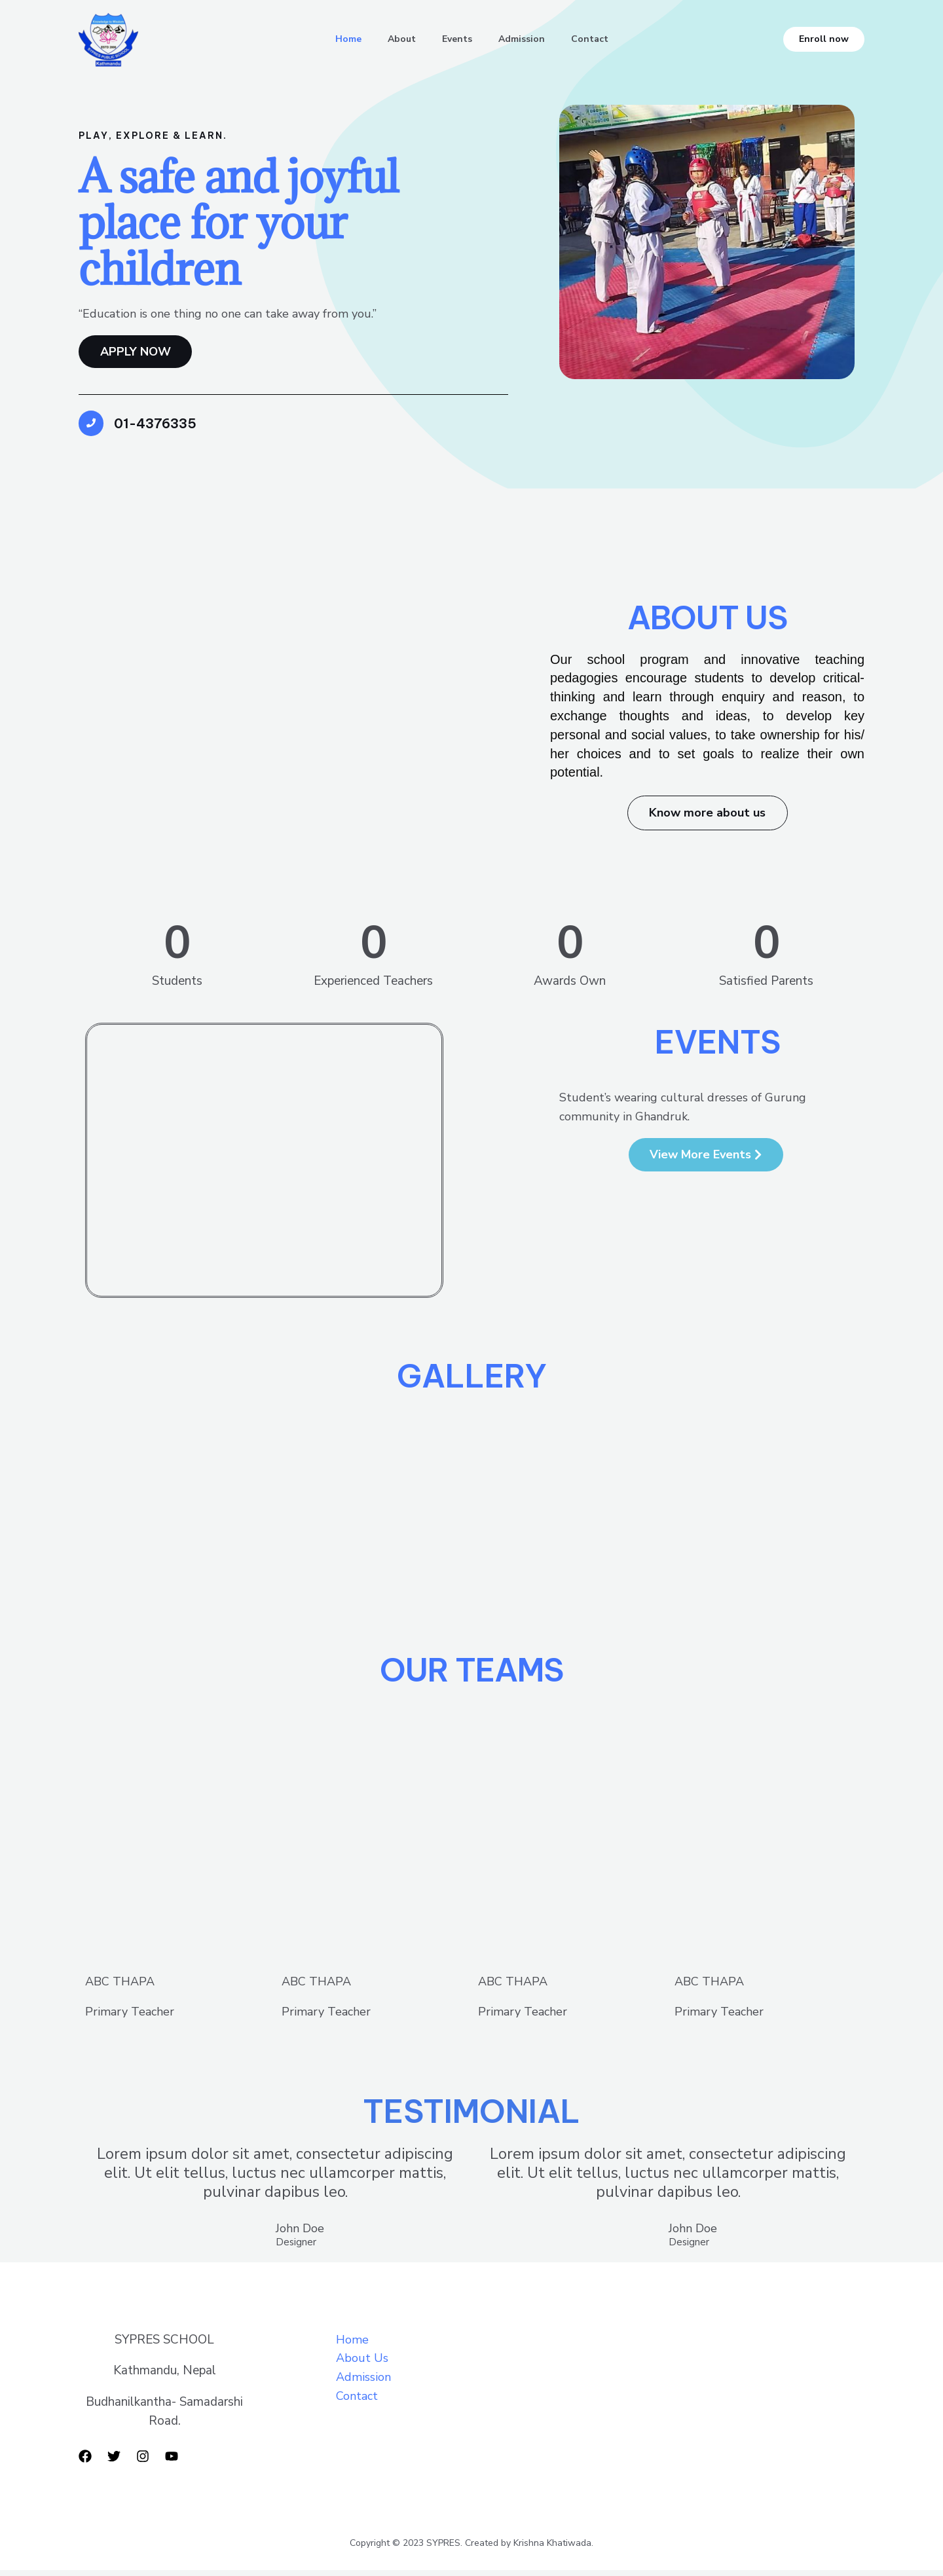 Kathmandu
Home
About
Events
Admission
Contact
Enroll now
PLAY, EXPLORE & LEARN.
A safe and joyful
place for your
children
“Education is one thing no one can take away from you.”
APPLY NOW
01-4376335
ABOUT US
Our school program and innovative teaching
pedagogies encourage students to develop critical-
thinking and learn through enquiry and reason, to
exchange thoughts and ideas, to develop key
personal and social values, to take ownership for his/
her choices and to set goals to realize their own
potential.
Know more about us
0
Students
0
Experienced Teachers
0
Awards Own
0
Satisfied Parents
EVENTS
Student’s wearing cultural dresses of Gurung
community in Ghandruk.
View More Events
GALLERY
OUR TEAMS
ABC THAPA
Primary Teacher
ABC THAPA
Primary Teacher
ABC THAPA
Primary Teacher
ABC THAPA
Primary Teacher
TESTIMONIAL
Lorem ipsum dolor sit amet, consectetur adipiscing
elit. Ut elit tellus, luctus nec ullamcorper mattis,
pulvinar dapibus leo.
John Doe
Designer
Lorem ipsum dolor sit amet, consectetur adipiscing
elit. Ut elit tellus, luctus nec ullamcorper mattis,
pulvinar dapibus leo.
John Doe
Designer
SYPRES SCHOOL
Kathmandu, Nepal
Budhanilkantha- Samadarshi
Road.
Home
About Us
Admission
Contact
Copyright © 2023 SYPRES. Created by Krishna Khatiwada.